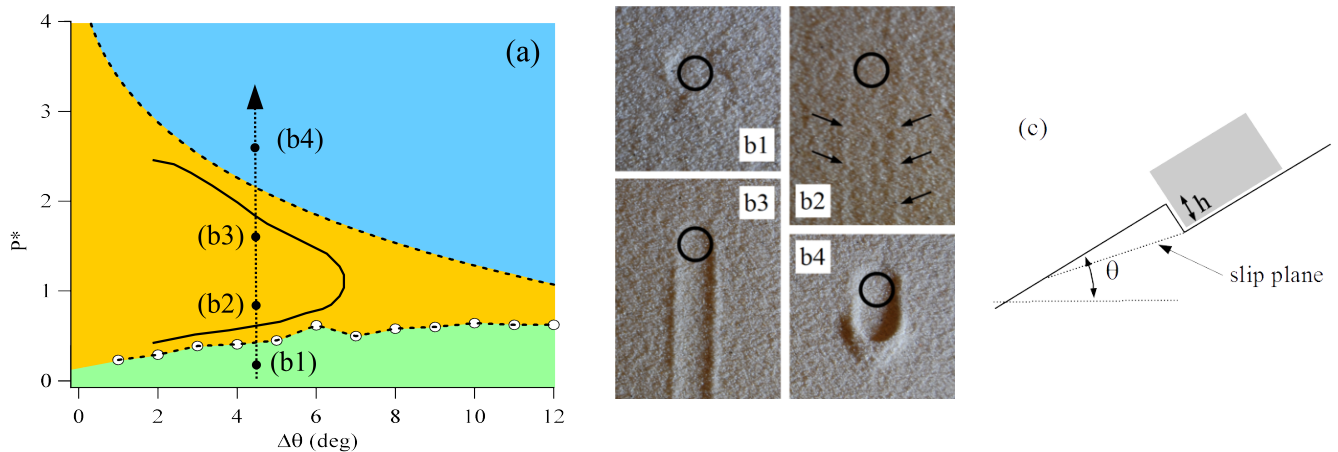 (a)
4
3
2
1
0
P*
(b4)
(b3)
(b2)
(b1)
0 2 4 6 8 10 12
Δθ (deg)
b1
b2
b3
b4
(c)
h
θ
slip plane